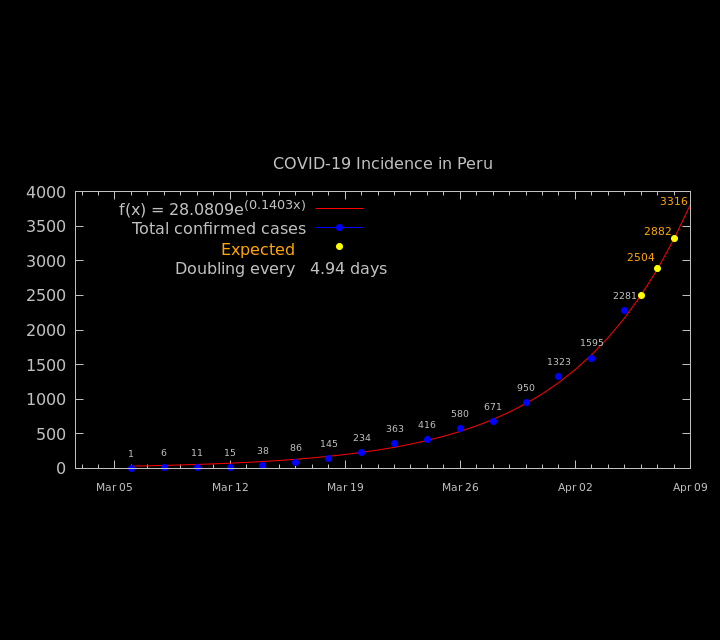 COVID-19 Incidence in Peru
f(x) = 28.0809e^(0.1403x)
Total confirmed cases
Expected
Doubling every 4.94 days
4000
3500
3000
2500
2000
1500
1000
500
0
1
6
11
15
38
86
145
234
363
416
580
671
950
1323
1595
2281
2504
2882
3316
Mar 05
Mar 12
Mar 19
Mar 26
Apr 02
Apr 09